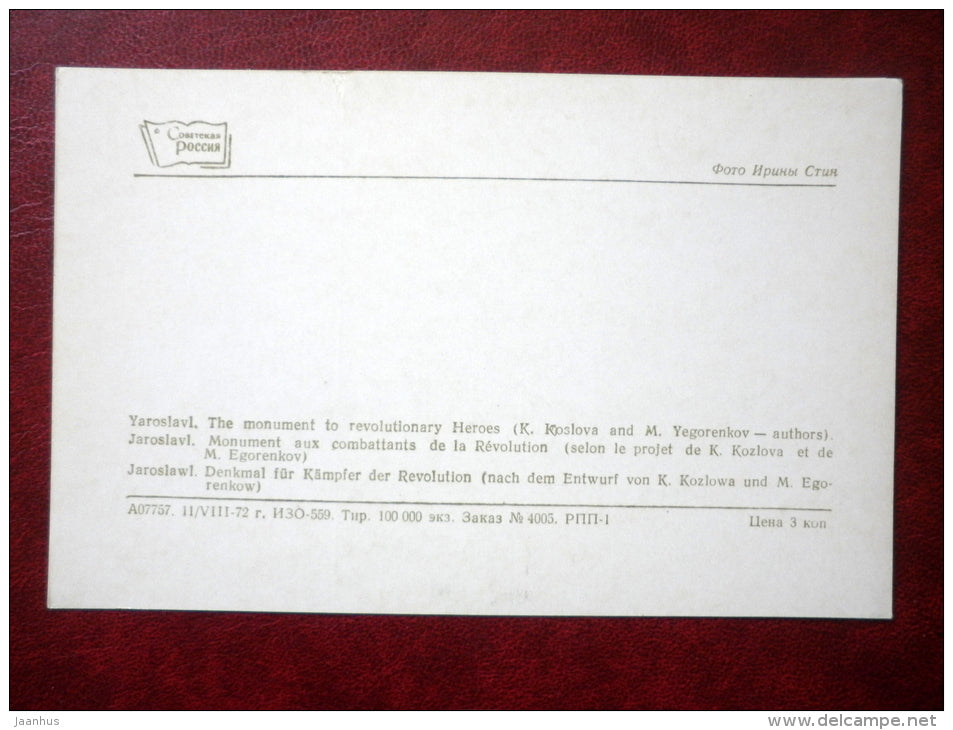 Советская
Россия
Фото Ирины Стин
Yaroslavl. The monument to revolutionary Heroes (K. Koslova and M. Yegorenkov — authors).
Jaroslavl. Monument aux combattants de la Révolution (selon le projet de K. Kozlova et de
M. Egorenkov)
Jaroslawl. Denkmal für Kämpfer der Revolution (nach dem Entwurf von K. Kozlowa und M. Ego-
renkow)
А07757. 11/VIII-72 г. ИЗО-559. Тир. 100 000 экз. Заказ № 4005. РПП-1
Цена 3 коп
jaanhus
delcampe.net